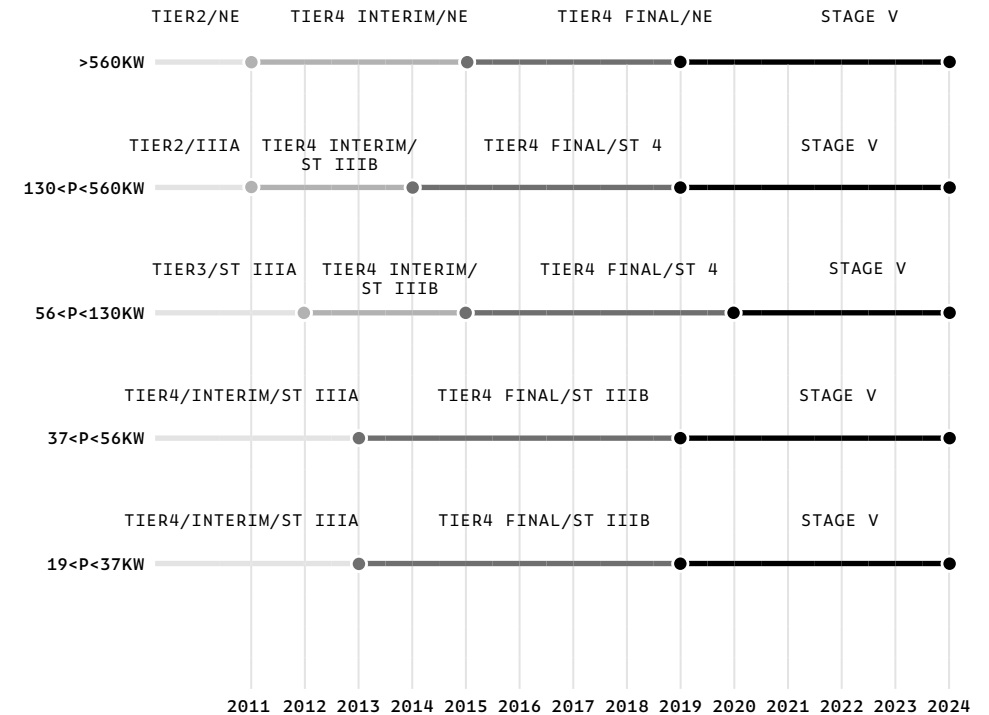 TIER2/NE TIER4 INTERIM/NE TIER4 FINAL/NE STAGE V
>560KW
TIER2/IIIA TIER4 INTERIM/ TIER4 FINAL/ST 4 STAGE V
ST IIIB
130<P<560KW
TIER3/ST IIIA TIER4 INTERIM/ TIER4 FINAL/ST 4 STAGE V
ST IIIB
56<P<130KW
TIER4/INTERIM/ST IIIA TIER4 FINAL/ST IIIB STAGE V
37<P<56KW
TIER4/INTERIM/ST IIIA TIER4 FINAL/ST IIIB STAGE V
19<P<37KW
2011 2012 2013 2014 2015 2016 2017 2018 2019 2020 2021 2022 2023 2024